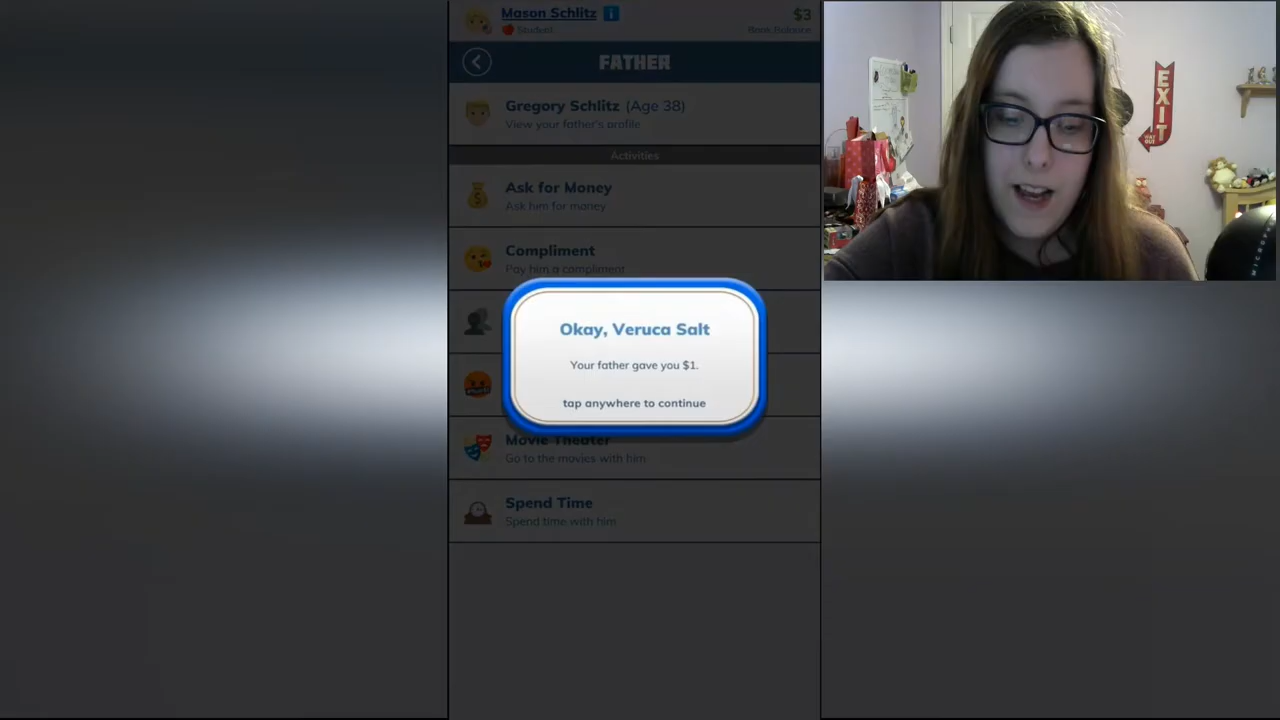 Mason Schlitz i
Student
$3
Bank Balance
FATHER
Gregory Schlitz (Age 38)
View your father's profile
Activities
Ask for Money
Ask him for money
Compliment
Pay him a compliment
Okay, Veruca Salt
Your father gave you $1.
tap anywhere to continue
Movie Theater
Go to the movies with him
Spend Time
Spend time with him
EXIT